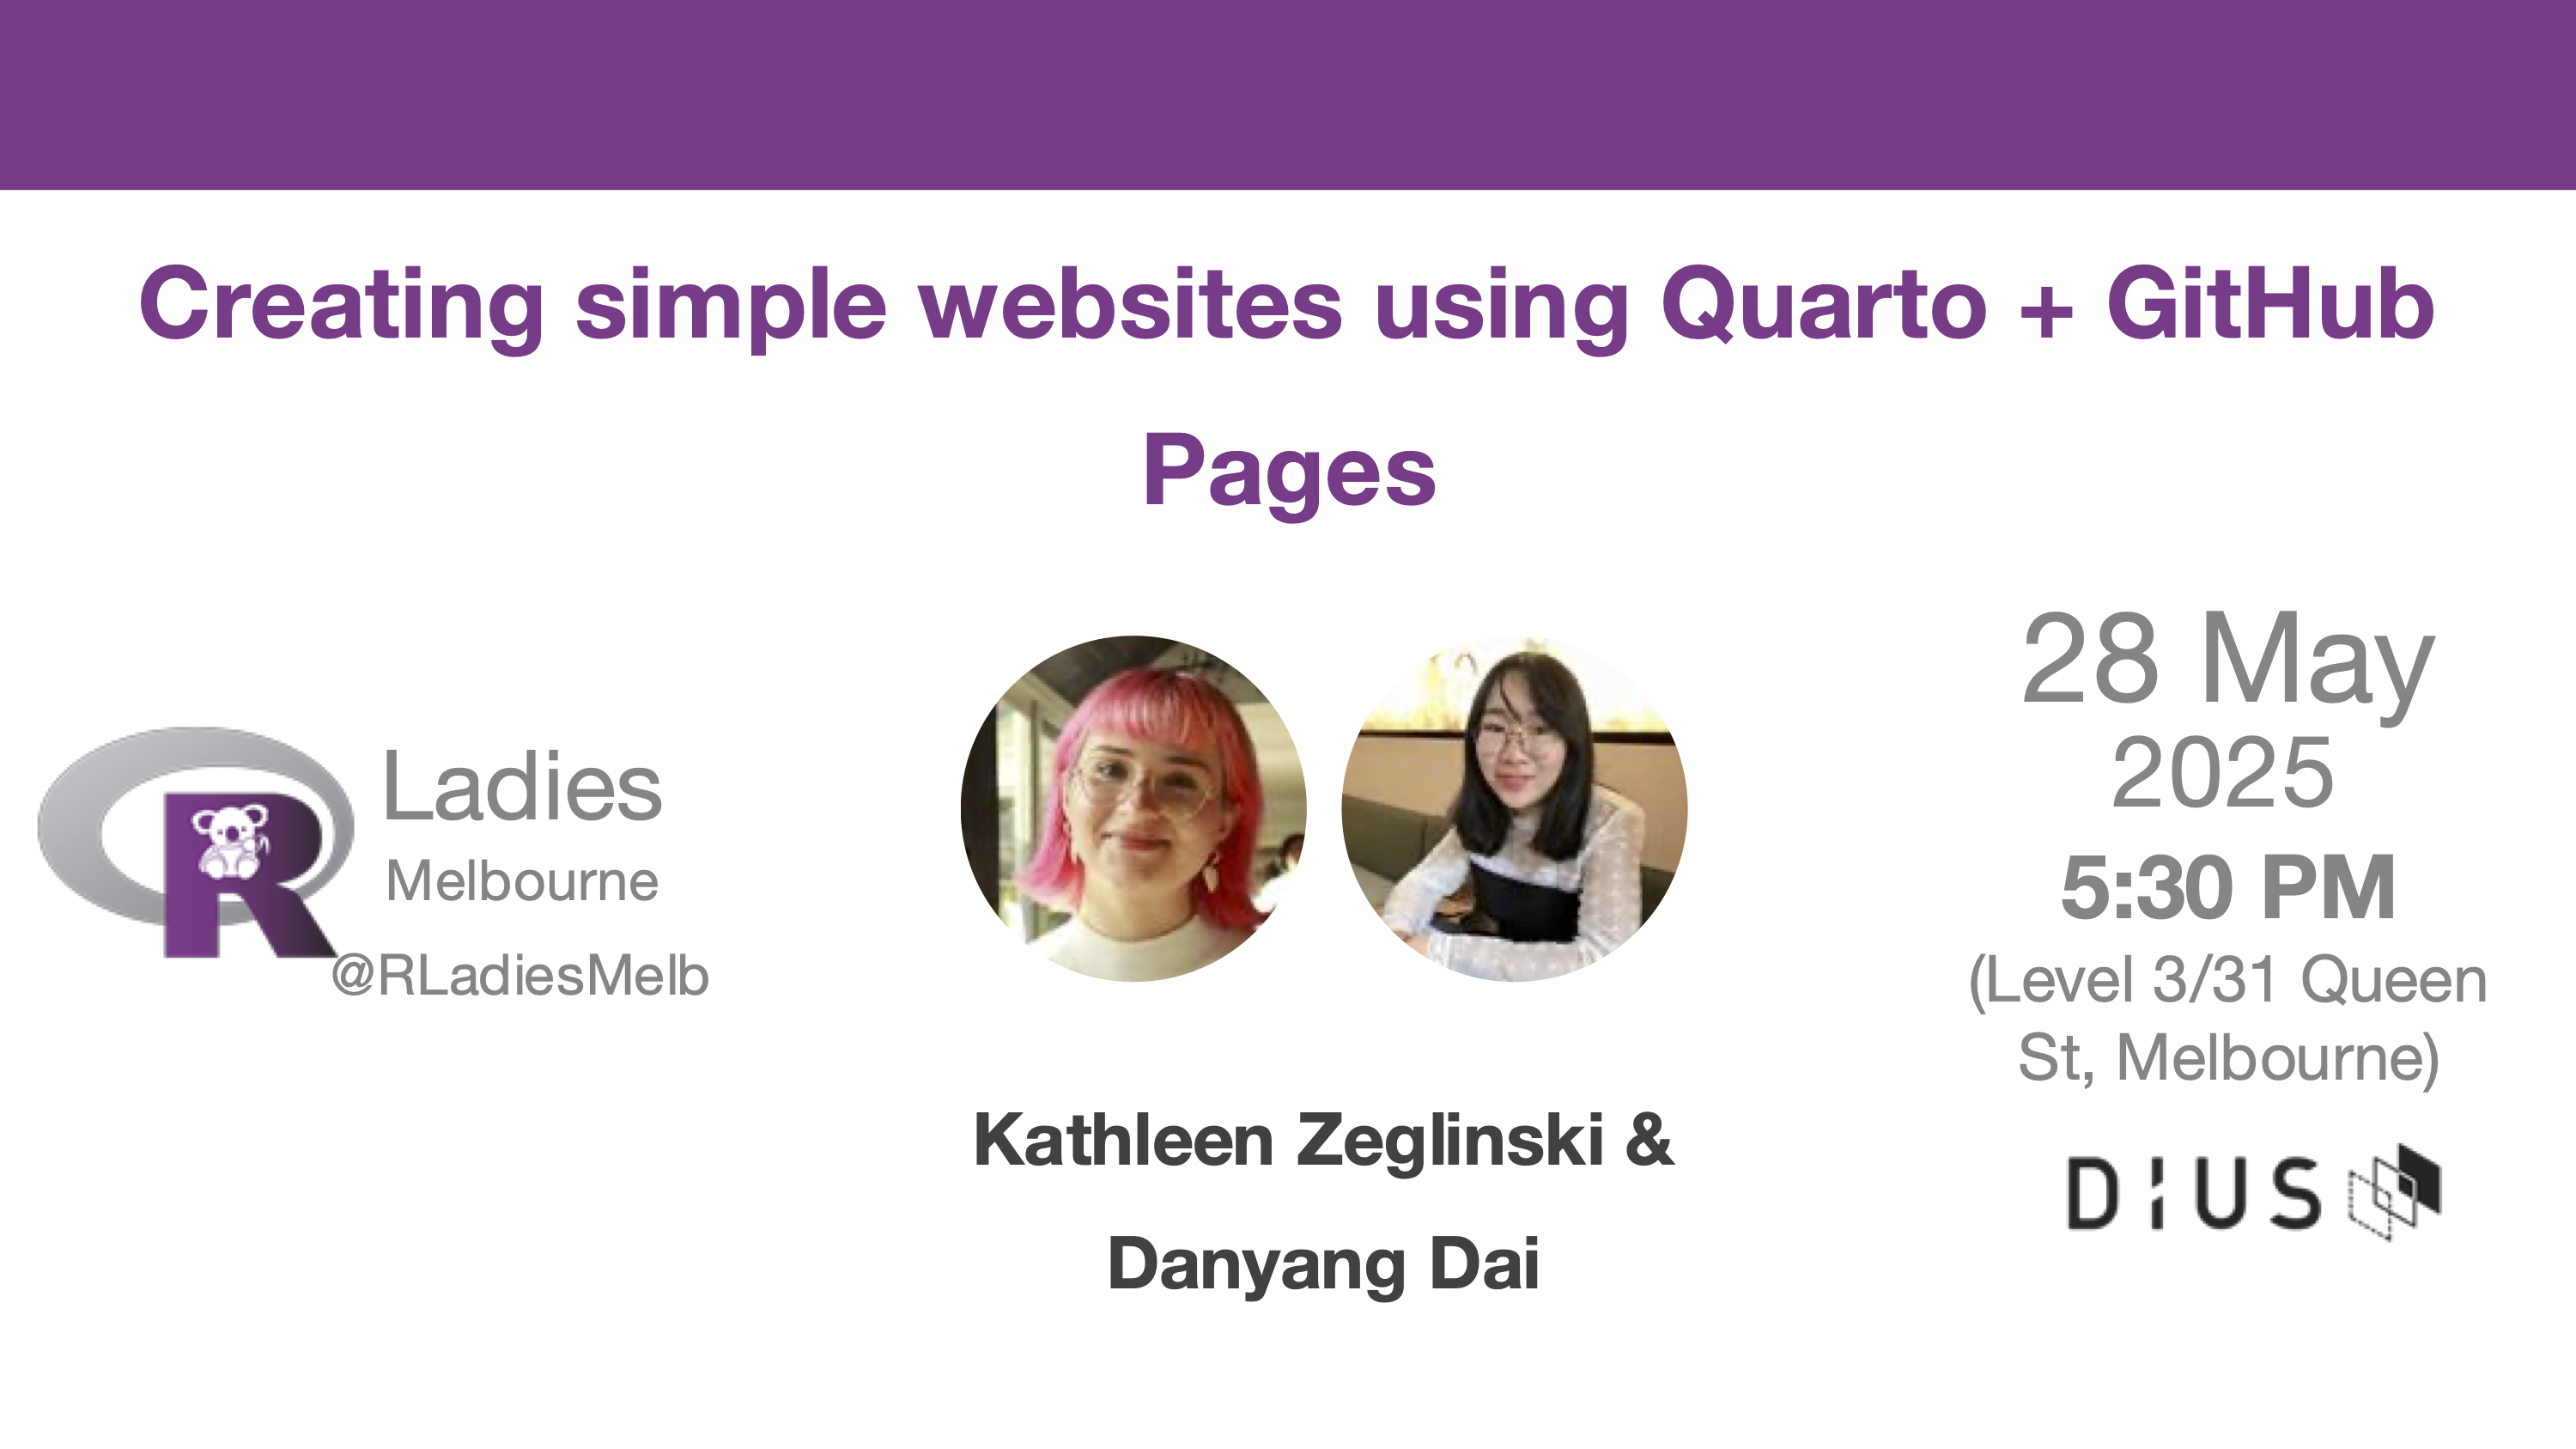 Creating simple websites using Quarto + GitHub
Pages
R
Ladies
Melbourne
@RLadiesMelb
Kathleen Zeglinski &
Danyang Dai
28 May
2025
5:30 PM
(Level 3/31 Queen
St, Melbourne)
DIUS